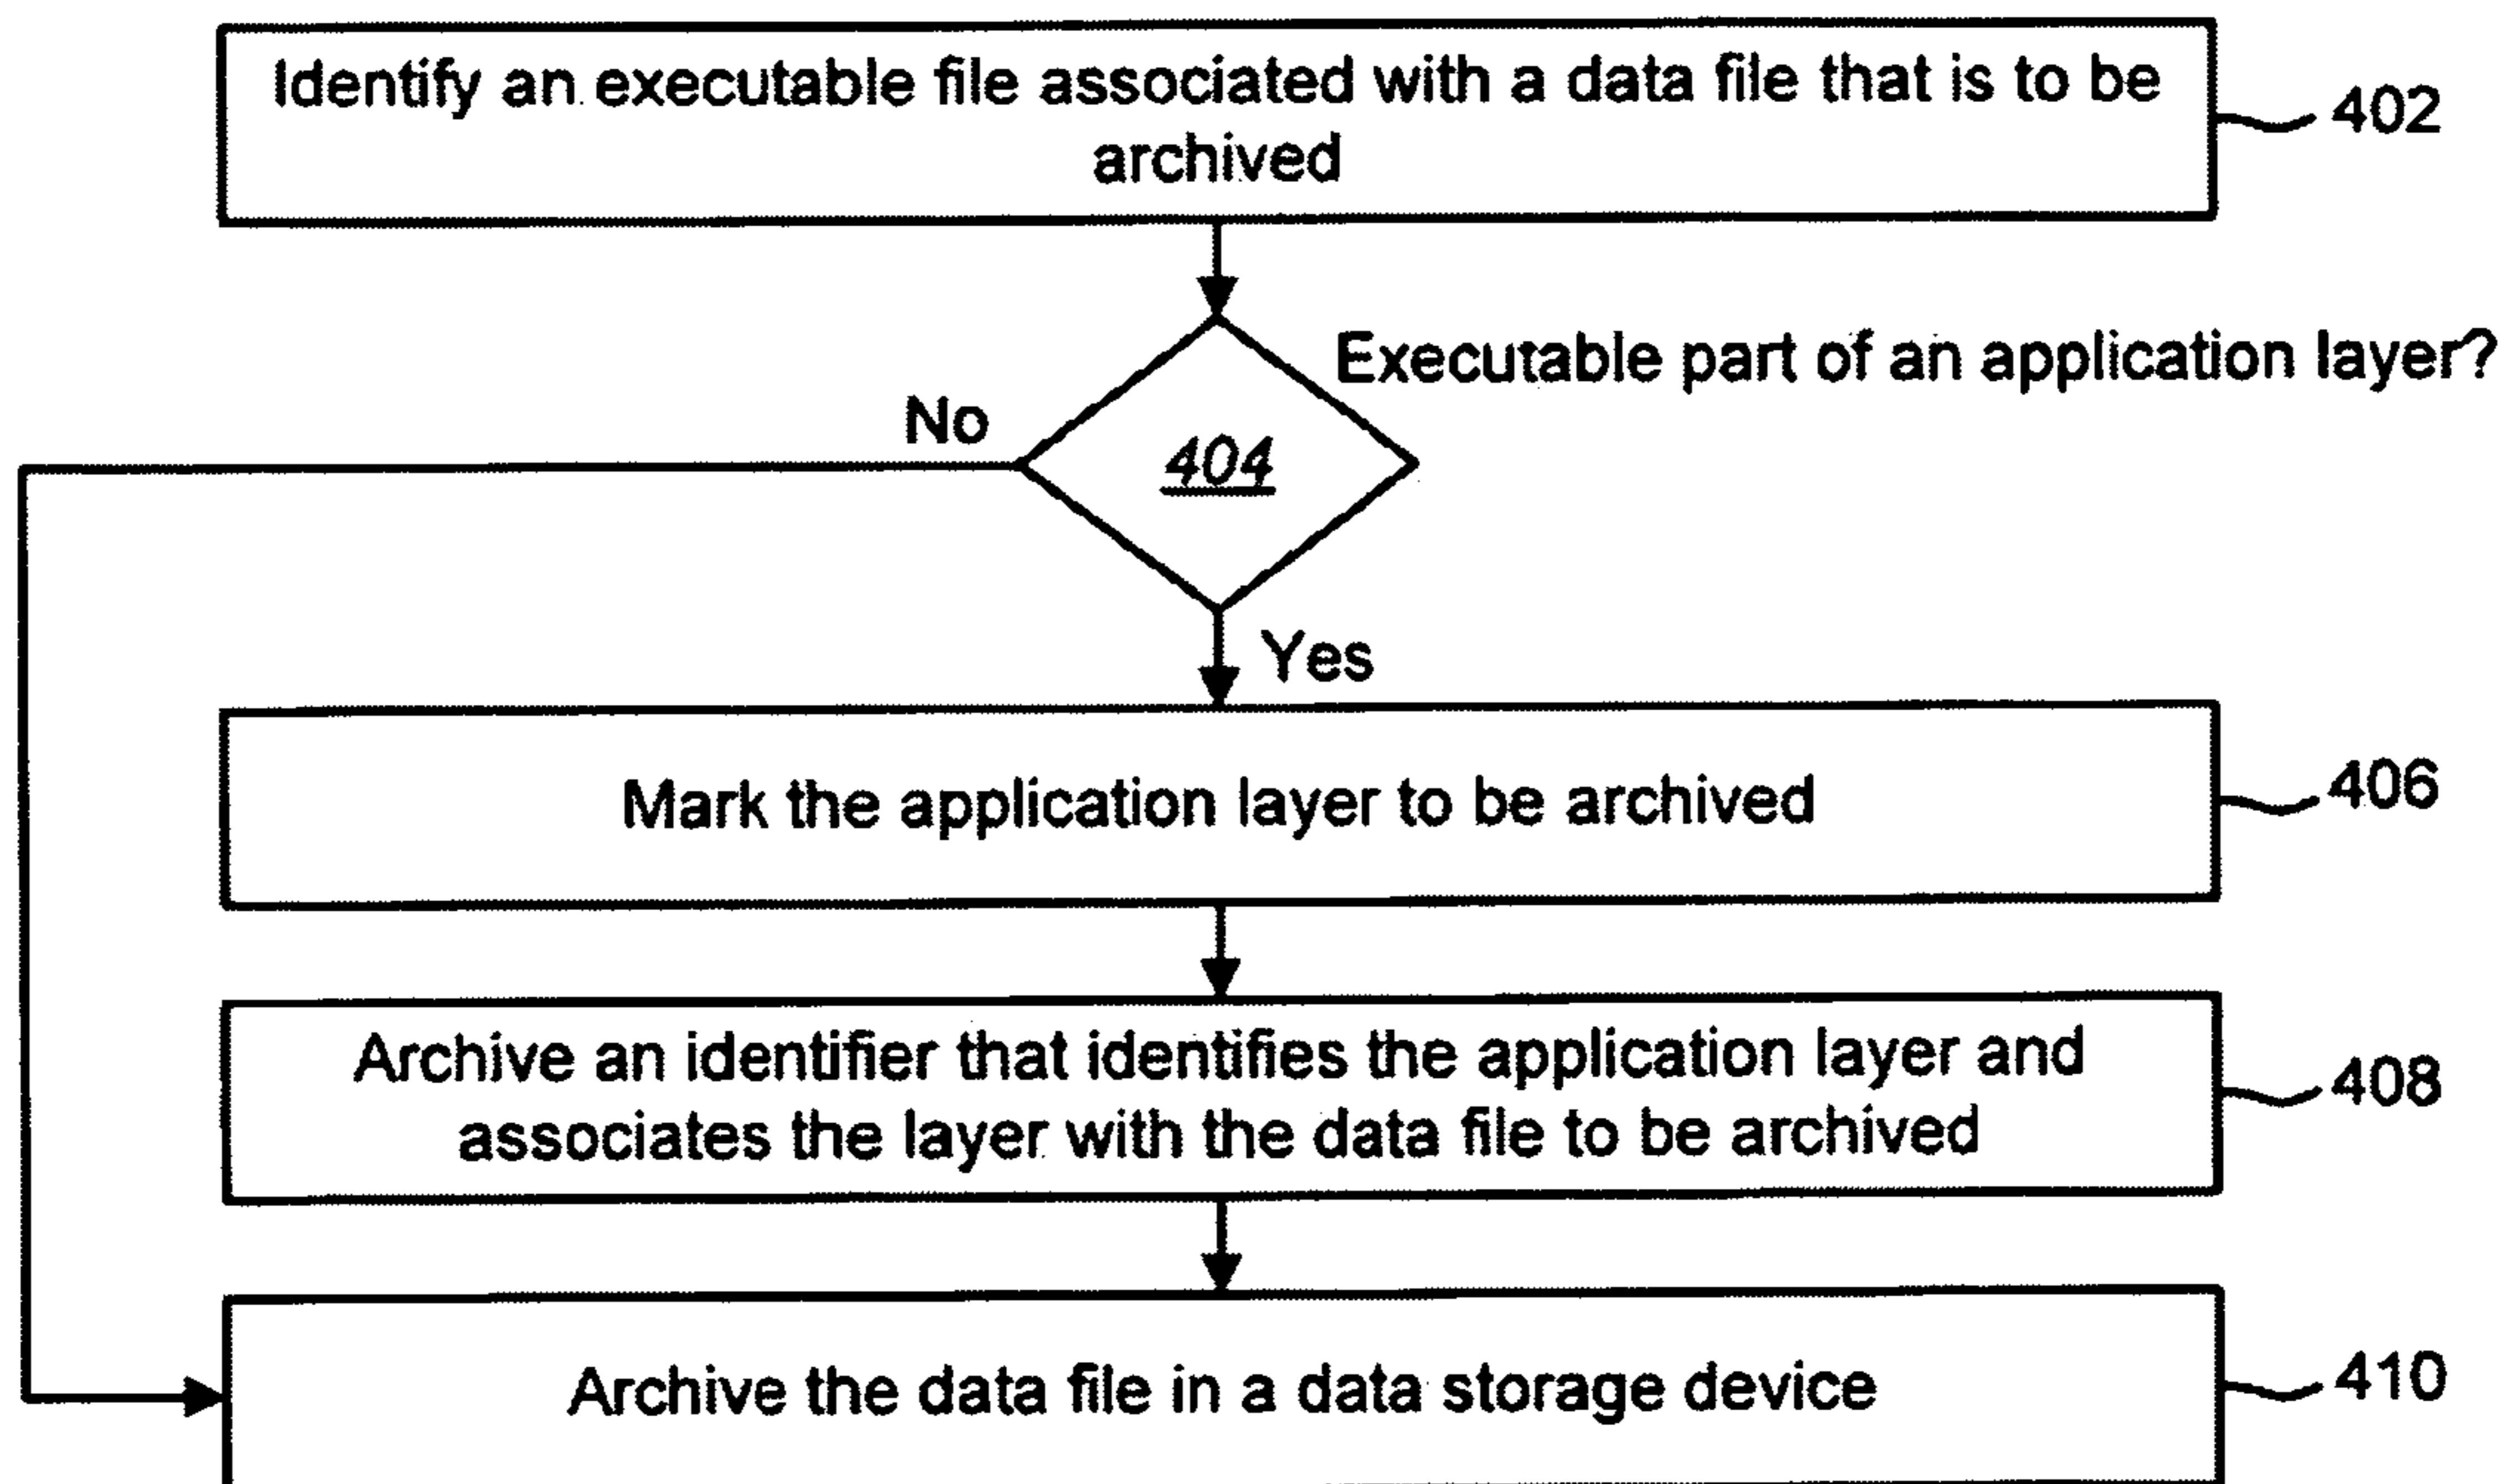 Identify an executable file associated with a data file that is to be
archived
402
Executable part of an application layer?
No
404
Yes
Mark the application layer to be archived
406
Archive an identifier that identifies the application layer and
associates the layer with the data file to be archived
408
Archive the data file in a data storage device
410